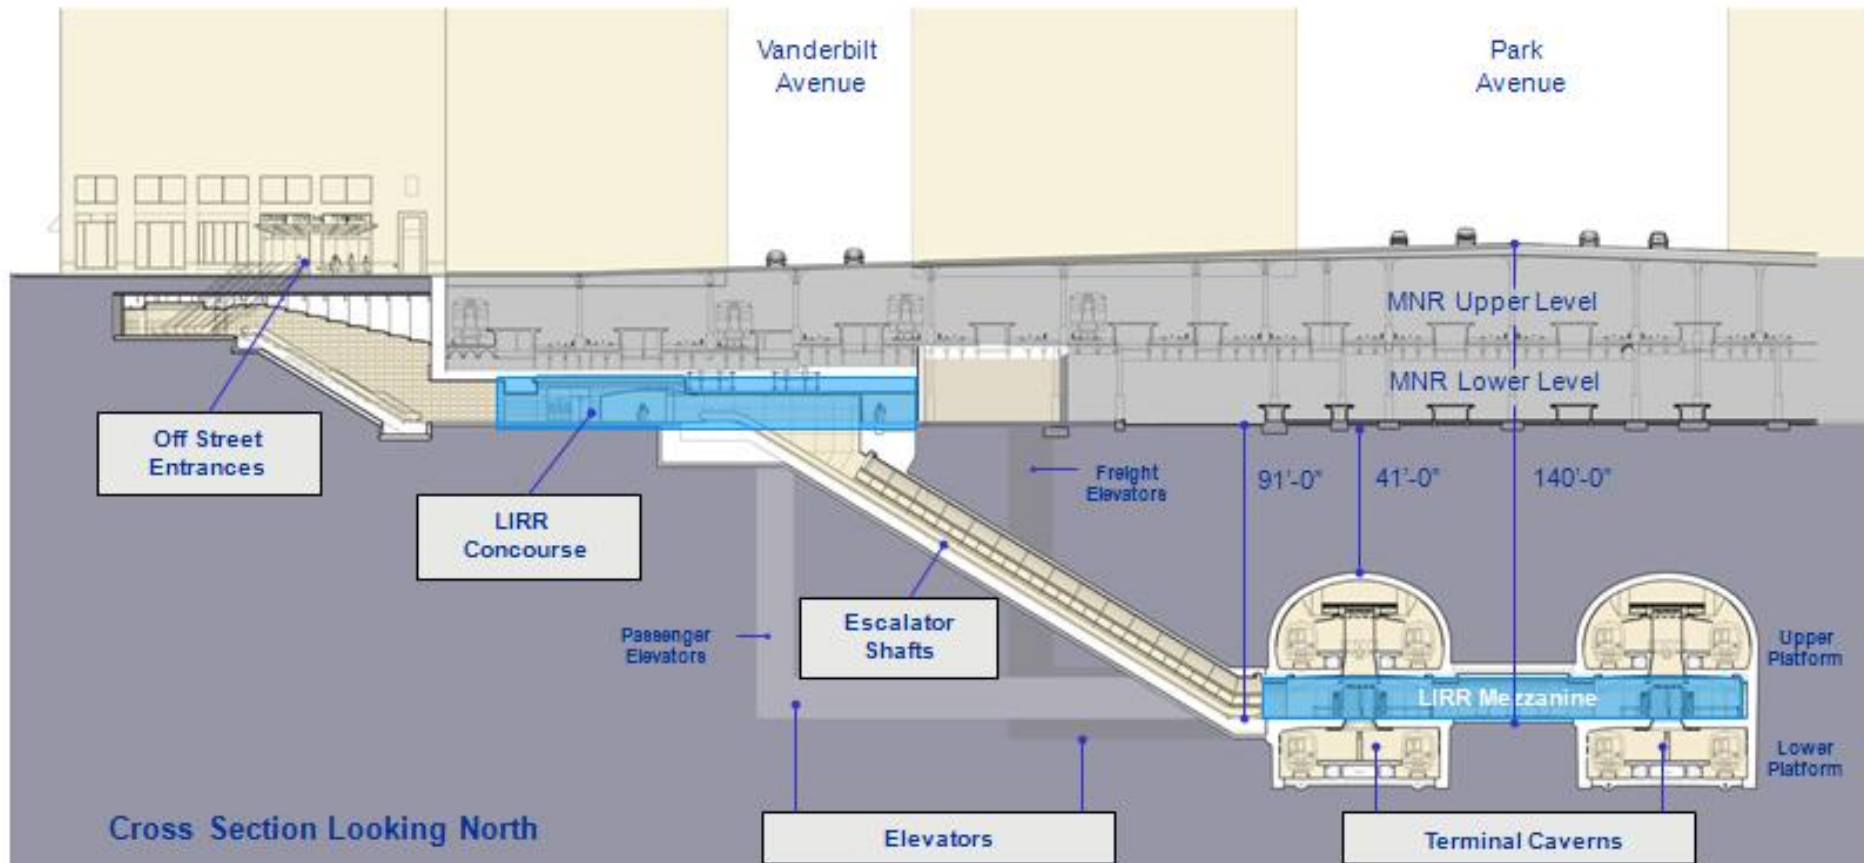 Vanderbilt
Avenue
Park
Avenue
MNR Upper Level
MNR Lower Level
Off Street
Entrances
LIRR
Concourse
Freight
Elevators
91'-0"
41'-0"
140'-0"
Passenger
Elevators
Escalator
Shafts
Upper
Platform
LIRR Mezzanine
Lower
Platform
Cross Section Looking North
Elevators
Terminal Caverns